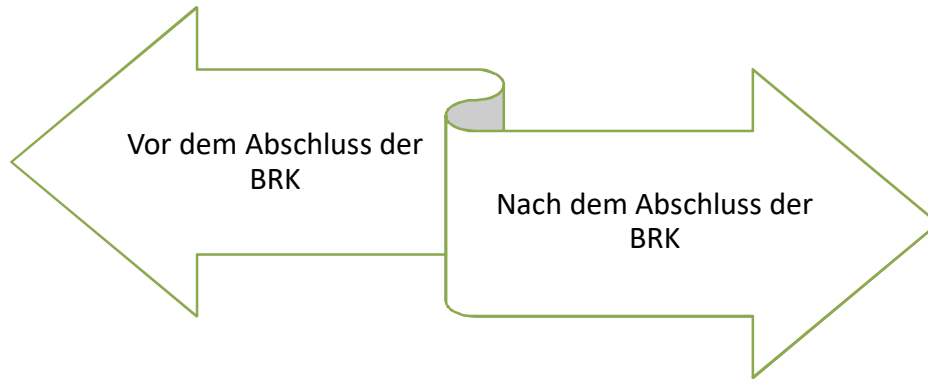 Vor dem Abschluss der
BRK
Nach dem Abschluss der
BRK